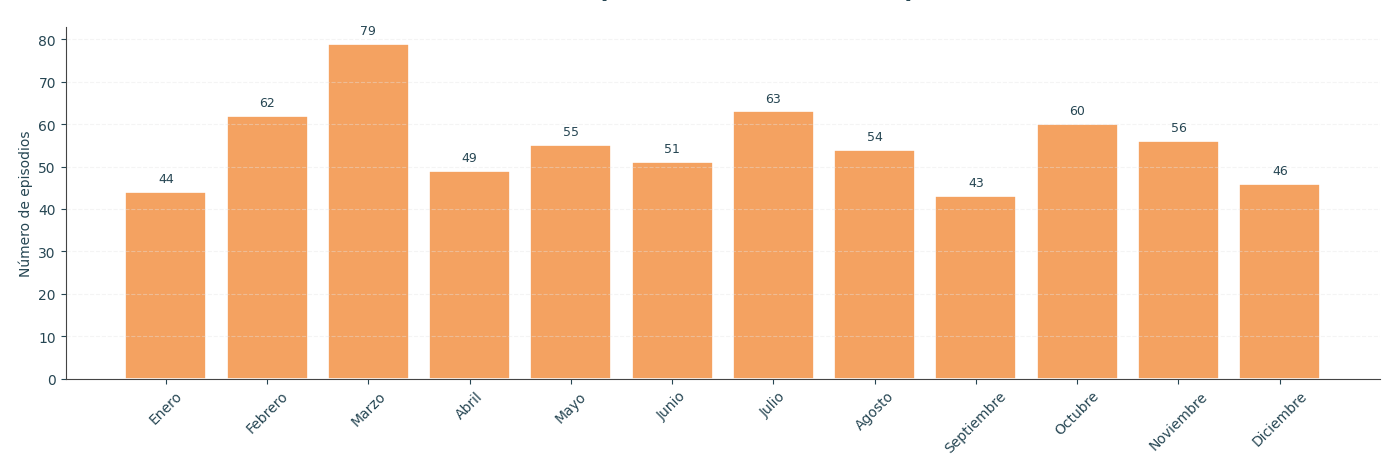 79
63
62
60
56
55
54
51
49
46
44
43
80
70
60
50
40
30
20
10
0
Número de episodios
Enero
Febrero
Marzo
Abril
Mayo
Junio
Julio
Agosto
Septiembre
Octubre
Noviembre
Diciembre